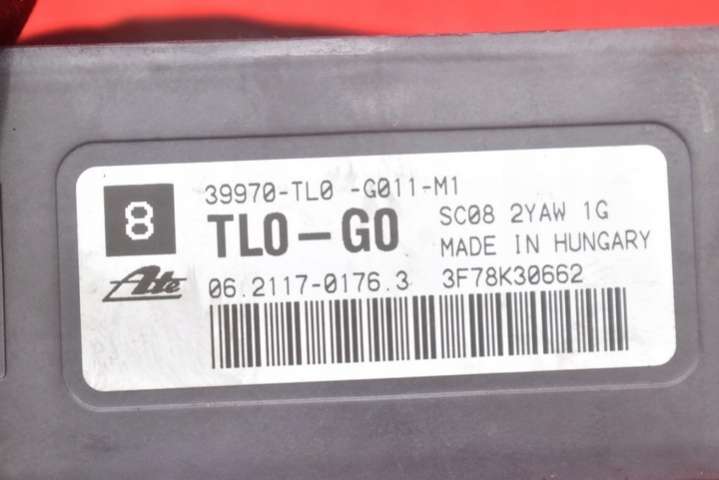 8
39970-TL0 -G011-M1
TL0-G0
SC08 2YAW 1G
MADE IN HUNGARY
Ate
06.2117-0176.3 3F78K30662